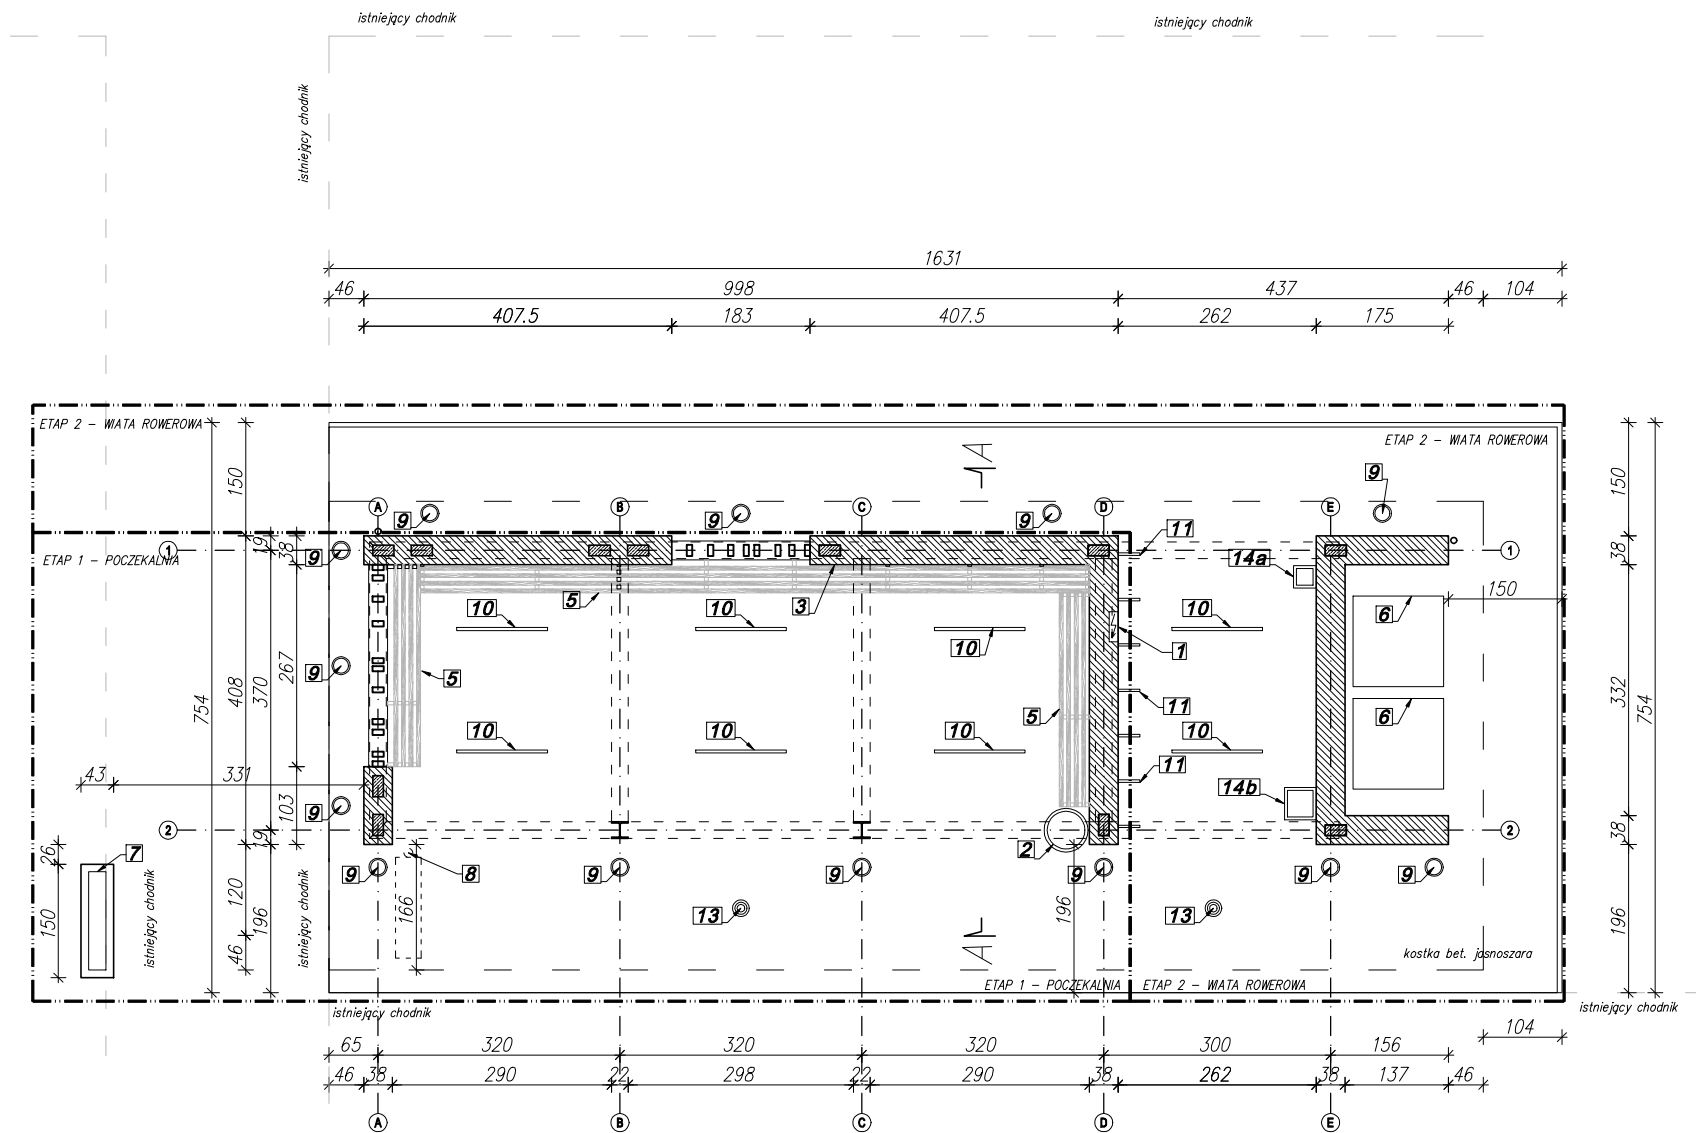 istniejący chodnik
istniejący chodnik
istniejący chodnik
1631
46 998 437 46 104
407.5 183 407.5 262 175
ETAP 2 - WIATA ROWEROWA
ETAP 2 - WIATA ROWEROWA
A
9
A B C D E
9 9 9
1
ETAP 1 - POCZEKALNIA
9
11
1
14a
5
3
10 10 10 10
150
6
1
9
5
5
11
6
10 10 10 10
11
14b
9
2
2
2
7
8
9 9 9 9 9 9
13 13
A
kostka bet. jasnoszara
ETAP 1 - POCZEKALNIA
ETAP 2 - WIATA ROWEROWA
754
150
408
120
46
19
370
19
196
38
267
103
43
331
26
150
166
196
150
38
332
38
196
754
istniejący chodnik
istniejący chodnik
istniejący chodnik
istniejący chodnik
104
65 320 320 320 300 156
46 38 290 22 298 22 290 38 262 38 137 46
A B C D E